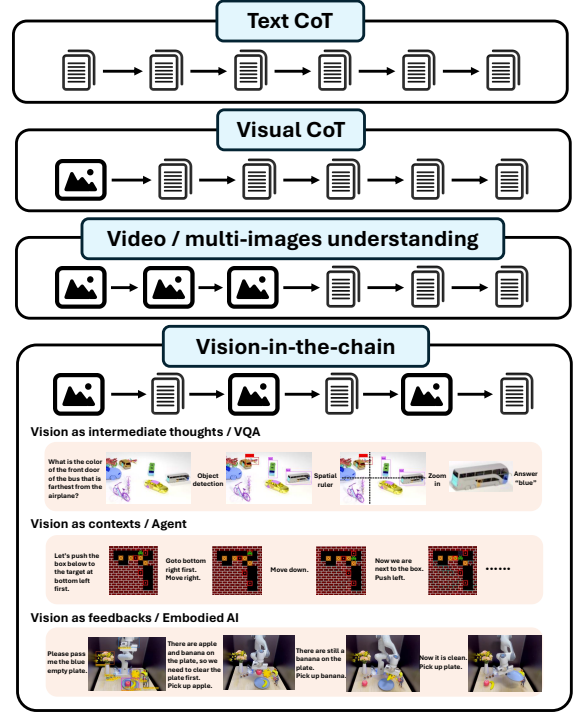 Text CoT
Visual CoT
Video / multi-images understanding
Vision-in-the-chain
Vision as intermediate thoughts / VQA
What is the color
of the front door
of the bus that is
farthest from the
airplane?
Object
detection
Spatial
ruler
Zoom
in
Answer
“blue”
Vision as contexts / Agent
Let’s push the
box below to
the target at
bottom left
first.
Goto bottom
right first.
Move right.
Move down.
Now we are
next to the box.
Push left.
......
Vision as feedbacks / Embodied AI
Please pass
me the blue
empty plate.
There are apple
and banana on
the plate, so we
need to clear the
plate first.
Pick up apple.
There are still a
banana on the
plate.
Pick up banana.
Now it is clean.
Pick up plate.